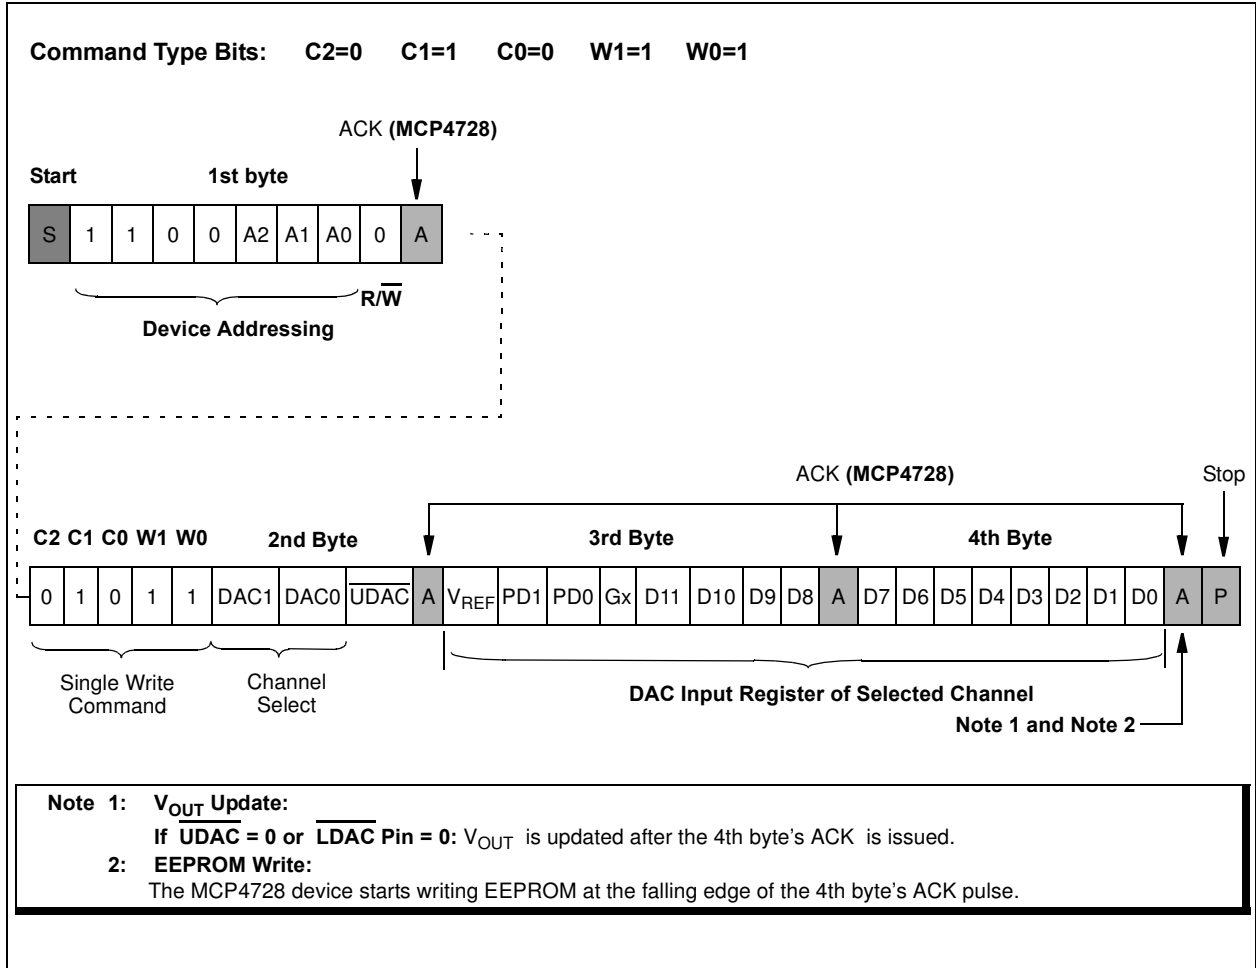 Command Type Bits: C2=0 C1=1 C0=0 W1=1 W0=1
ACK (MCP4728)
Start 1st byte
S 1 1 0 0 A2 A1 A0 0 A
R/W̅
Device Addressing
ACK (MCP4728) Stop
C2 C1 C0 W1 W0 2nd Byte 3rd Byte 4th Byte
0 1 0 1 1 DAC1 DAC0 U̅D̅A̅C̅ A VREF PD1 PD0 Gx D11 D10 D9 D8 A D7 D6 D5 D4 D3 D2 D1 D0 A P
Single Write Channel
Command Select
DAC Input Register of Selected Channel
Note 1 and Note 2
Note 1: VOUT Update:
If U̅D̅A̅C̅ = 0 or L̅D̅A̅C̅ Pin = 0: VOUT is updated after the 4th byte's ACK is issued.
2: EEPROM Write:
The MCP4728 device starts writing EEPROM at the falling edge of the 4th byte's ACK pulse.